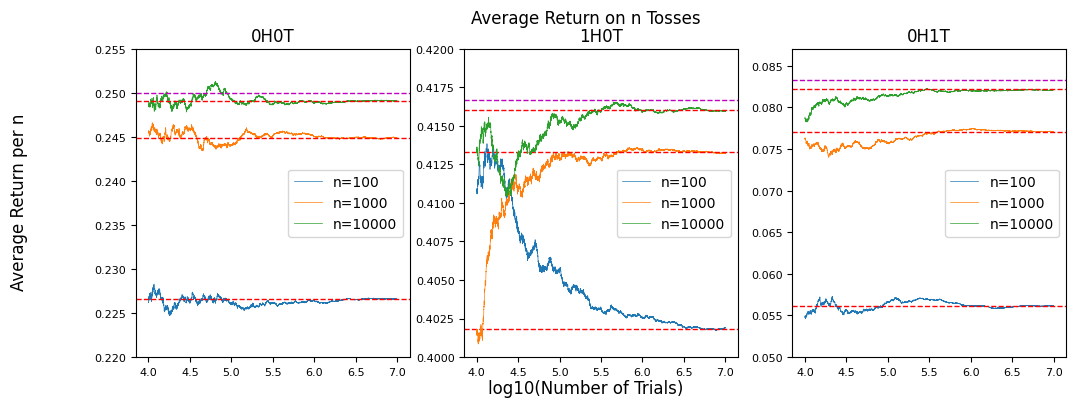 Average Return on n Tosses
0H0T
1H0T
0H1T
Average Return per n
0.255
0.250
0.245
0.240
0.235
0.230
0.225
0.220
n=100
n=1000
n=10000
4.0 4.5 5.0 5.5 6.0 6.5 7.0
0.4200
0.4175
0.4150
0.4125
0.4100
0.4075
0.4050
0.4025
0.4000
n=100
n=1000
n=10000
4.0 4.5 5.0 5.5 6.0 6.5 7.0
0.085
0.080
0.075
0.070
0.065
0.060
0.055
0.050
n=100
n=1000
n=10000
4.0 4.5 5.0 5.5 6.0 6.5 7.0
log10(Number of Trials)